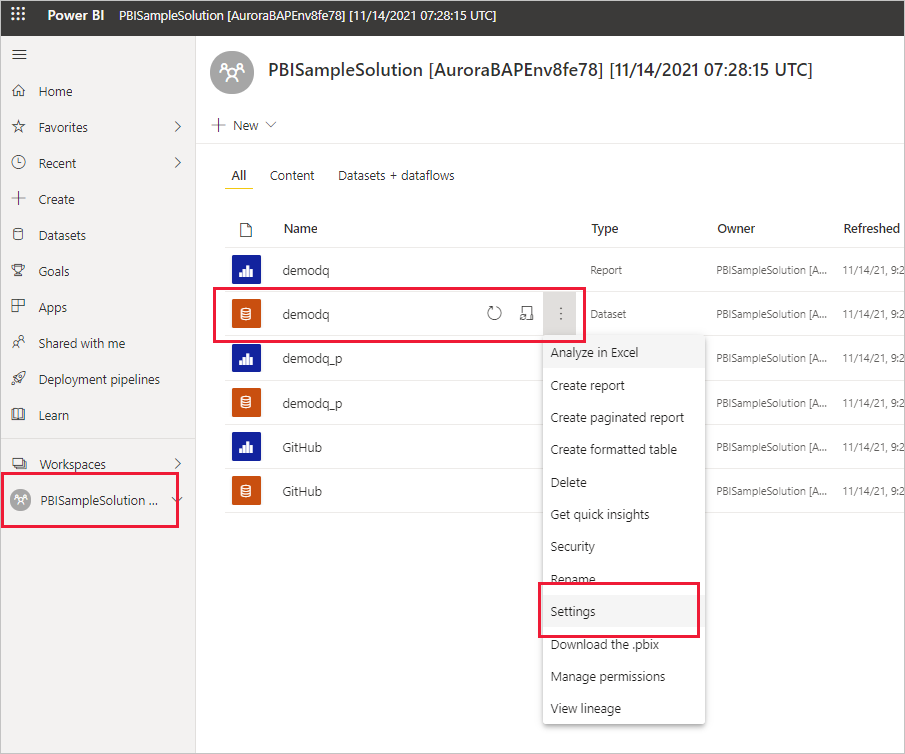 Power BI PBISampleSolution [AuroraBAPEnv8fe78] [11/14/2021 07:28:15 UTC]
PBISampleSolution [AuroraBAPEnv8fe78] [11/14/2021 07:28:15 UTC]
New
Home
Favorites
Recent
Create
Datasets
Goals
Apps
Shared with me
Deployment pipelines
Learn
Workspaces
PBISampleSolution ...
All Content Datasets + dataflows
Name Type Owner Refreshed
demodq Report PBISampleSolution [A... 11/14/21, 9:2
demodq Dataset PBISampleSolution [A... 11/14/21, 9:2
demodq_p PBISampleSolution [A... 11/14/21, 9:2
demodq_p PBISampleSolution [A... 11/14/21, 9:2
GitHub PBISampleSolution [A... 11/14/21, 9:2
GitHub PBISampleSolution [A... 11/14/21, 9:2
Analyze in Excel
Create report
Create paginated report
Create formatted table
Delete
Get quick insights
Security
Rename
Settings
Download the .pbix
Manage permissions
View lineage